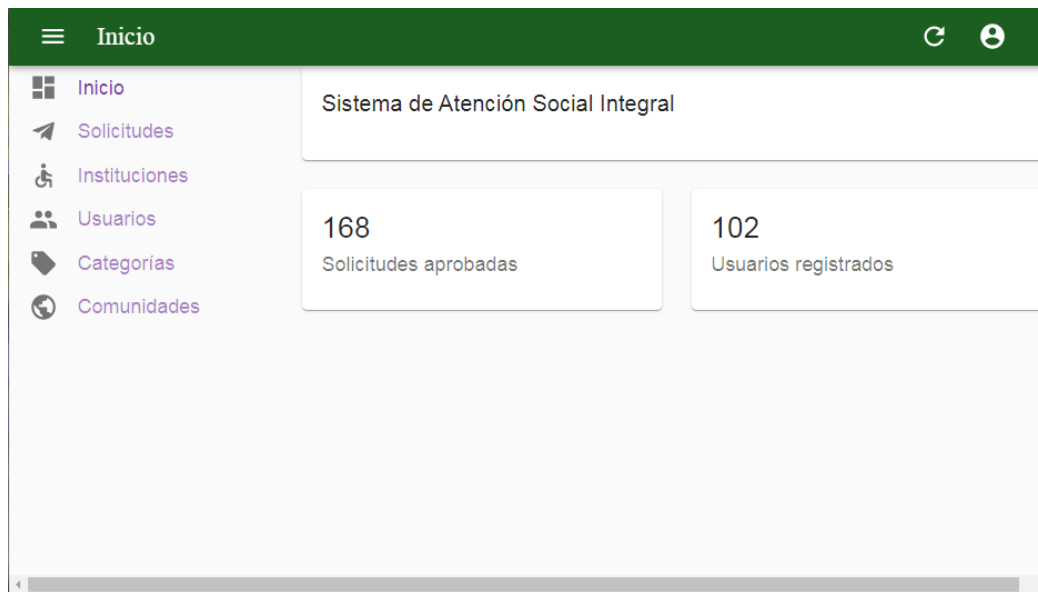 Inicio
Inicio
Solicitudes
Instituciones
Usuarios
Categorías
Comunidades
Sistema de Atención Social Integral
168
Solicitudes aprobadas
102
Usuarios registrados